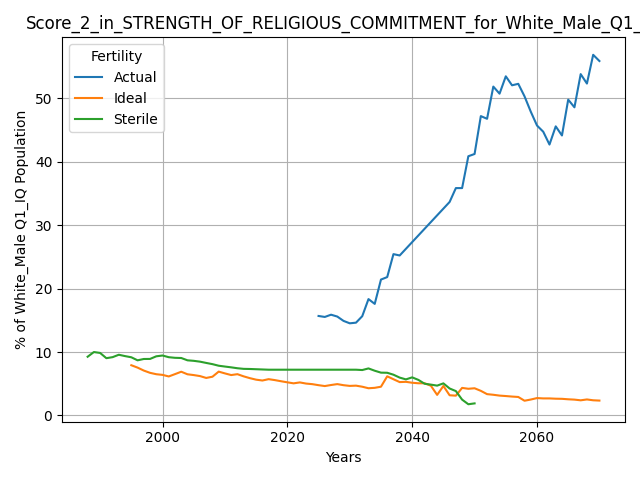 Score_2_in_STRENGTH_OF_RELIGIOUS_COMMITMENT_for_White_Male_Q1_
Fertility
Actual
Ideal
Sterile
% of White_Male Q1_IQ Population
50
40
30
20
10
0
2000
2020
2040
2060
Years